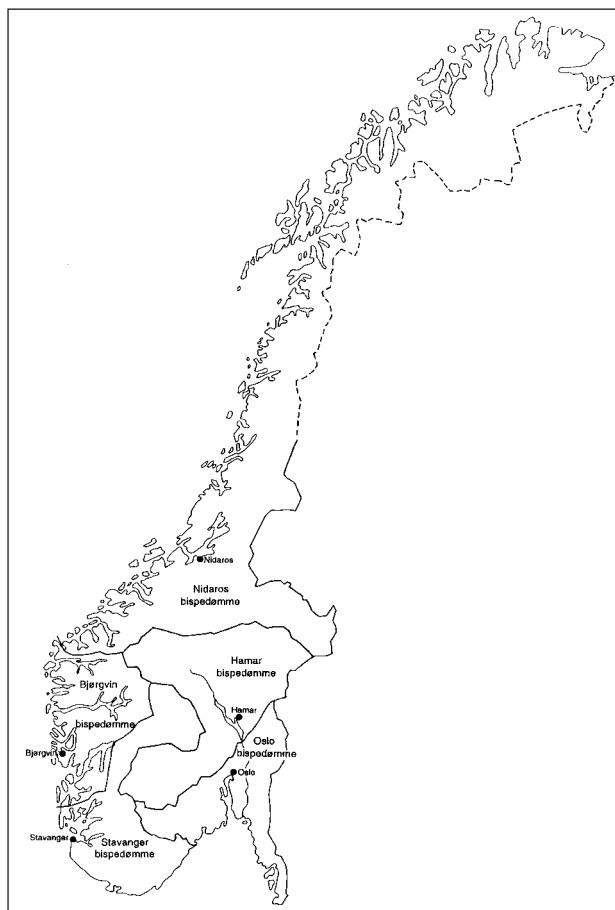 Nidaros
Nidaros
bispedømme
Hamar
bispedømme
Bjørgvin
bispedømme
Hamar
Oslo
bispedømme
Bjørgvin
Oslo
Stavanger
Stavanger
bispedømme